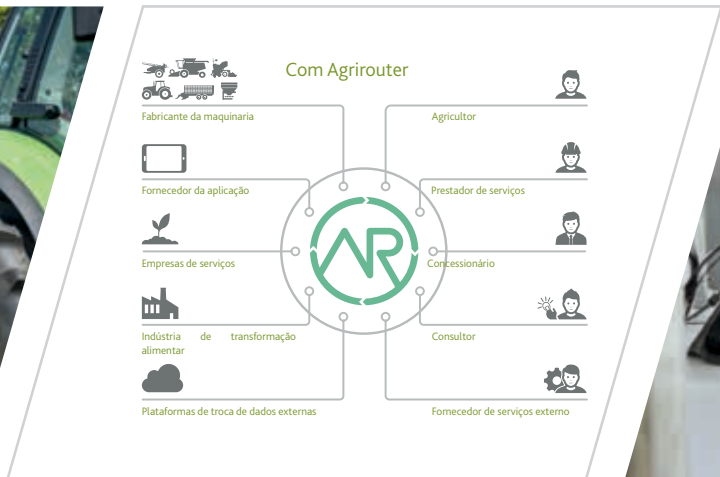 Com Agrirouter
Fabricante da maquinaria
Agricultor
Fornecedor da aplicação
Prestador de serviços
Empresas de serviços
Concessionário
Indústria de transformação
alimentar
Consultor
Plataformas de troca de dados externas
Fornecedor de serviços externo
AR